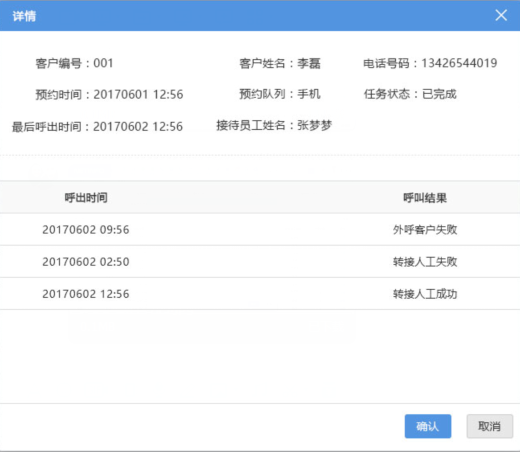 详情
客户编号：001 客户姓名：李磊 电话号码：13426544019
预约时间：20170601 12:56 预约队列：手机 任务状态：已完成
最后呼出时间：20170602 12:56 接待员工姓名：张梦梦
呼出时间 呼叫结果
20170602 09:56 外呼客户失败
20170602 02:50 转接人工失败
20170602 12:56 转接人工成功
确认 取消